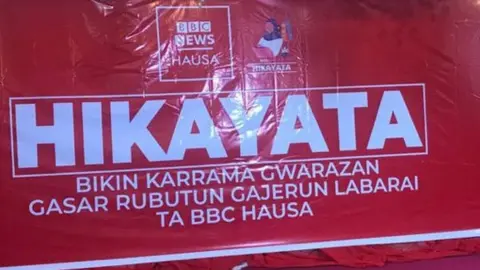 BBC
NEWS
HAUSA
HIKAYATA
HIKAYATA
BIKIN KARRAMA GWARAZAN
GASAR RUBUTUN GAJERUN LABARAI
TA BBC HAUSA